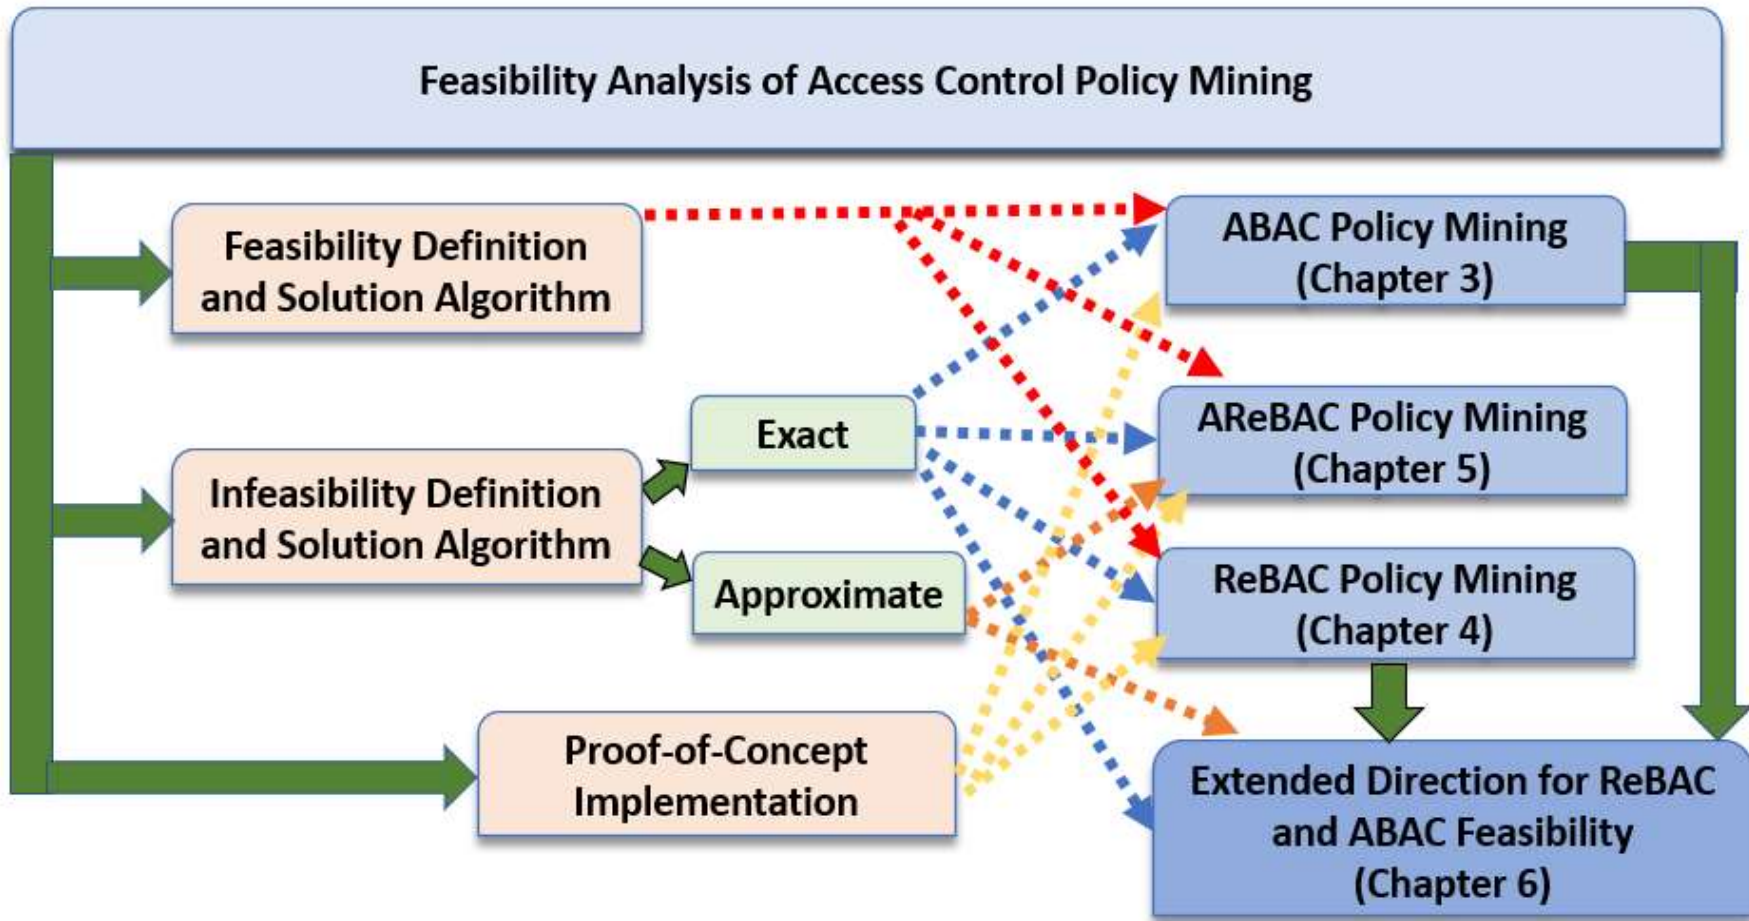 Feasibility Analysis of Access Control Policy Mining
Feasibility Definition
and Solution Algorithm
Infeasibility Definition
and Solution Algorithm
Exact
Approximate
Proof-of-Concept
Implementation
ABAC Policy Mining
(Chapter 3)
AReBAC Policy Mining
(Chapter 5)
ReBAC Policy Mining
(Chapter 4)
Extended Direction for ReBAC
and ABAC Feasibility
(Chapter 6)